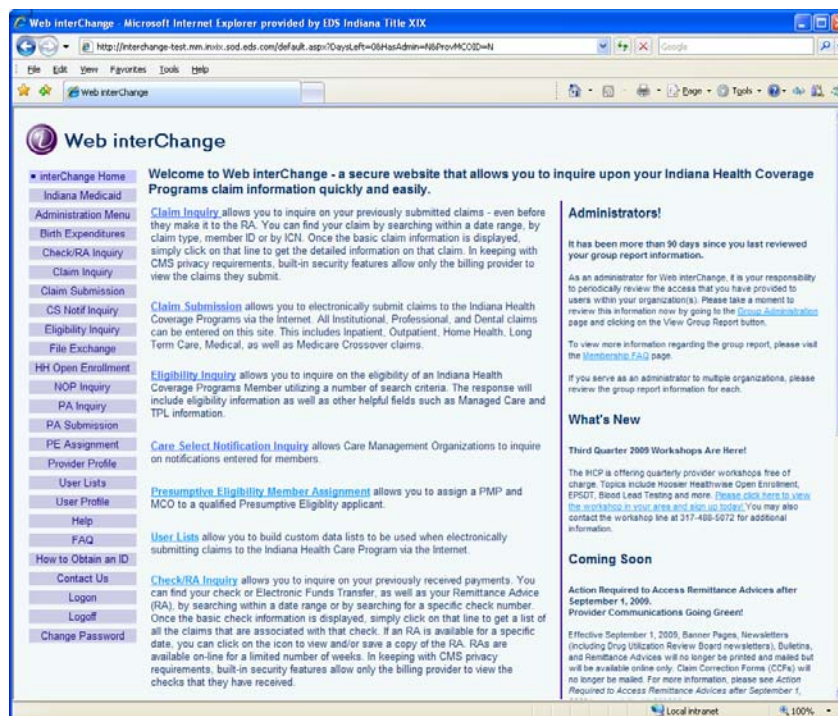 Web interChange - Microsoft Internet Explorer provided by EDS Indiana Title XIX
http://interchange-test.mm.inxix.sod.eds.com/default.aspx?DaysLeft=0&HasAdmin=N&ProvMCOID=N
Google
File Edit View Favorites Tools Help
Web interChange
Page Tools
Web interChange
interChange Home
Indiana Medicaid
Administration Menu
Birth Expenditures
Check/RA Inquiry
Claim Inquiry
Claim Submission
CS Notif Inquiry
Eligibility Inquiry
File Exchange
HH Open Enrollment
NOP Inquiry
PA Inquiry
PA Submission
PE Assignment
Provider Profile
User Lists
User Profile
Help
FAQ
How to Obtain an ID
Contact Us
Logon
Logoff
Change Password
Welcome to Web interChange - a secure website that allows you to
inquire upon your Indiana Health Coverage
Programs claim information quickly and easily.
Claim Inquiry allows you to inquire on your previously submitted claims - even before
they make it to the RA. You can find your claim by searching within a date range, by
claim type, member ID or by ICN. Once the basic claim information is displayed,
simply click on that line to get the detailed information on that claim. In keeping with
CMS privacy requirements, built-in security features allow only the billing provider to
view the claims they submit.
Claim Submission allows you to electronically submit claims to the Indiana Health
Coverage Programs via the Internet. All Institutional, Professional, and Dental claims
can be entered on this site. This includes Inpatient, Outpatient, Home Health, Long
Term Care, Medical, as well as Medicare Crossover claims.
Eligibility Inquiry allows you to inquire on the eligibility of an Indiana Health
Coverage Programs Member utilizing a number of search criteria. The response will
include eligibility information as well as other helpful fields such as Managed Care and
TPL information.
Care Select Notification Inquiry allows Care Management Organizations to inquire
on notifications entered for members.
Presumptive Eligibility Member Assignment allows you to assign a PMP and
MCO to a qualified Presumptive Eligiblity applicant.
User Lists allow you to build custom data lists to be used when electronically
submitting claims to the Indiana Health Care Program via the Internet.
Check/RA Inquiry allows you to inquire on your previously received payments. You
can find your check or Electronic Funds Transfer, as well as your Remittance Advice
(RA), by searching within a date range or by searching for a specific check number.
Once the basic check information is displayed, simply click on that line to get a list of
all the claims that are associated with that check. If an RA is available for a specific
date, you can click on the icon to view and/or save a copy of the RA. RAs are
available on-line for a limited number of weeks. In keeping with CMS privacy
requirements, built-in security features allow only the billing provider to view the
checks that they have received.
Administrators!
It has been more than 90 days since you last reviewed
your group report information.
As an administrator for Web interChange, it is your responsibility
to periodically review the access that you have provided to
users within your organization(s). Please take a moment to
review this information now by going to the Group Administration
page and clicking on the View Group Report button.
To view more information regarding the group report, please visit
the Membership FAQ page.
If you serve as an administrator to multiple organizations, please
review the group report information for each.
What's New
Third Quarter 2009 Workshops Are Here!
The IHCP is offering quarterly provider workshops free of
charge. Topics include Hoosier Healthwise Open Enrollment,
EPSDT, Blood Lead Testing and more. Please click here to view
the workshop in your area and sign up today! You may also
contact the workshop line at 317-488-5072 for additional
information.
Coming Soon
Action Required to Access Remittance Advices after
September 1, 2009.
Provider Communications Going Green!
Effective September 1, 2009, Banner Pages, Newsletters
(including Drug Utilization Review Board newsletters), Bulletins,
and Remittance Advices will no longer be printed and mailed but
will be available online only. Claim Correction Forms (CCFs) will
no longer be mailed. For more information, please see Action
Required to Access Remittance Advices after September 1,
Local intranet
100%